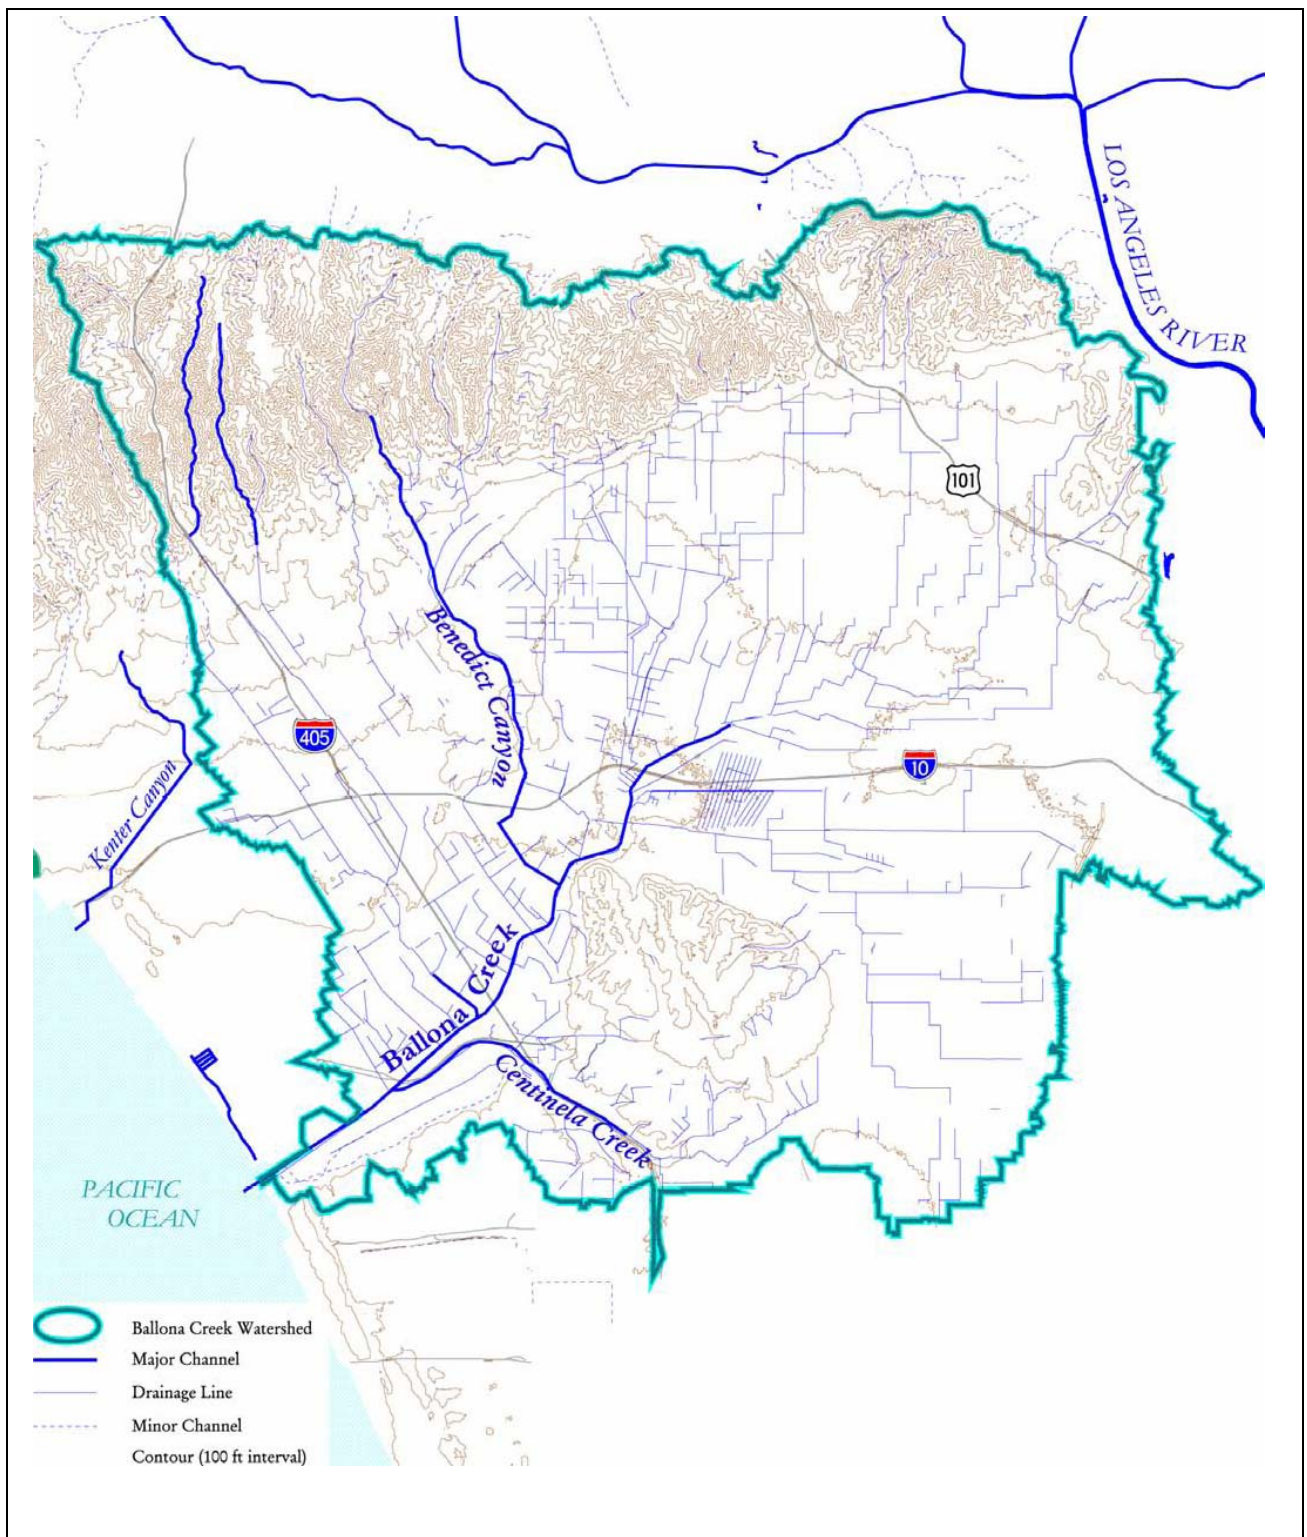 LOS ANGELES RIVER
101
Benedict Canyon
405
10
Kenter Canyon
Ballona Creek
Centinela Creek
PACIFIC
OCEAN
Ballona Creek Watershed
Major Channel
Drainage Line
Minor Channel
Contour (100 ft interval)